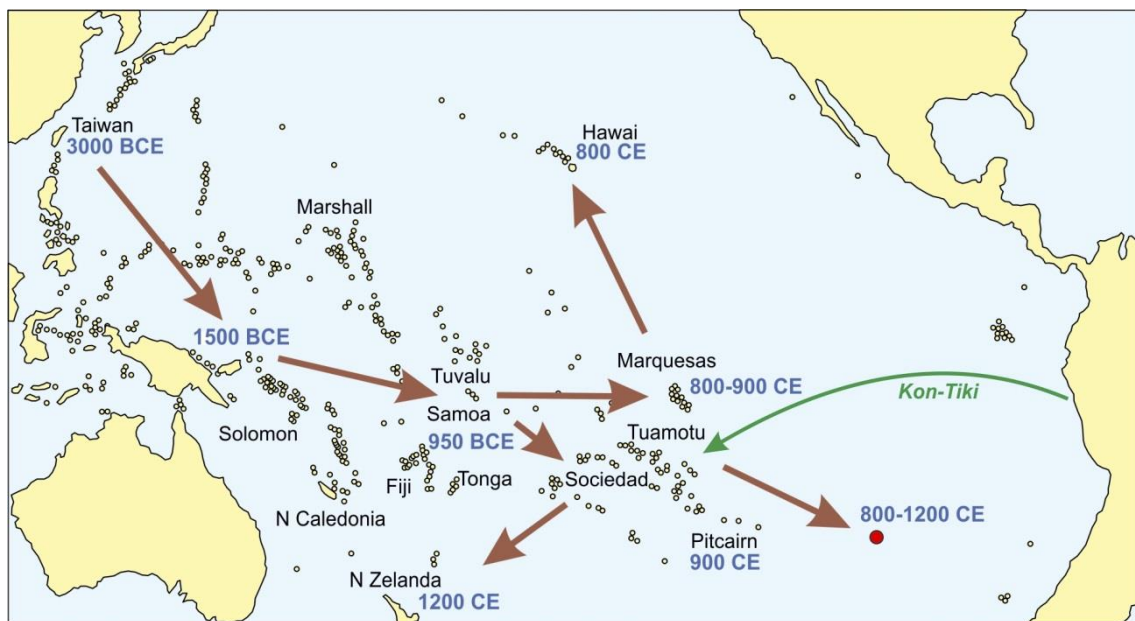 Taiwan
3000 BCE
Hawai
800 CE
Marshall
1500 BCE
Tuvalu
Samoa
950 BCE
Marquesas
800-900 CE
Kon-Tiki
Solomon
Tuamotu
Fiji
Tonga
Sociedad
N Caledonia
800-1200 CE
Pitcairn
900 CE
N Zelanda
1200 CE